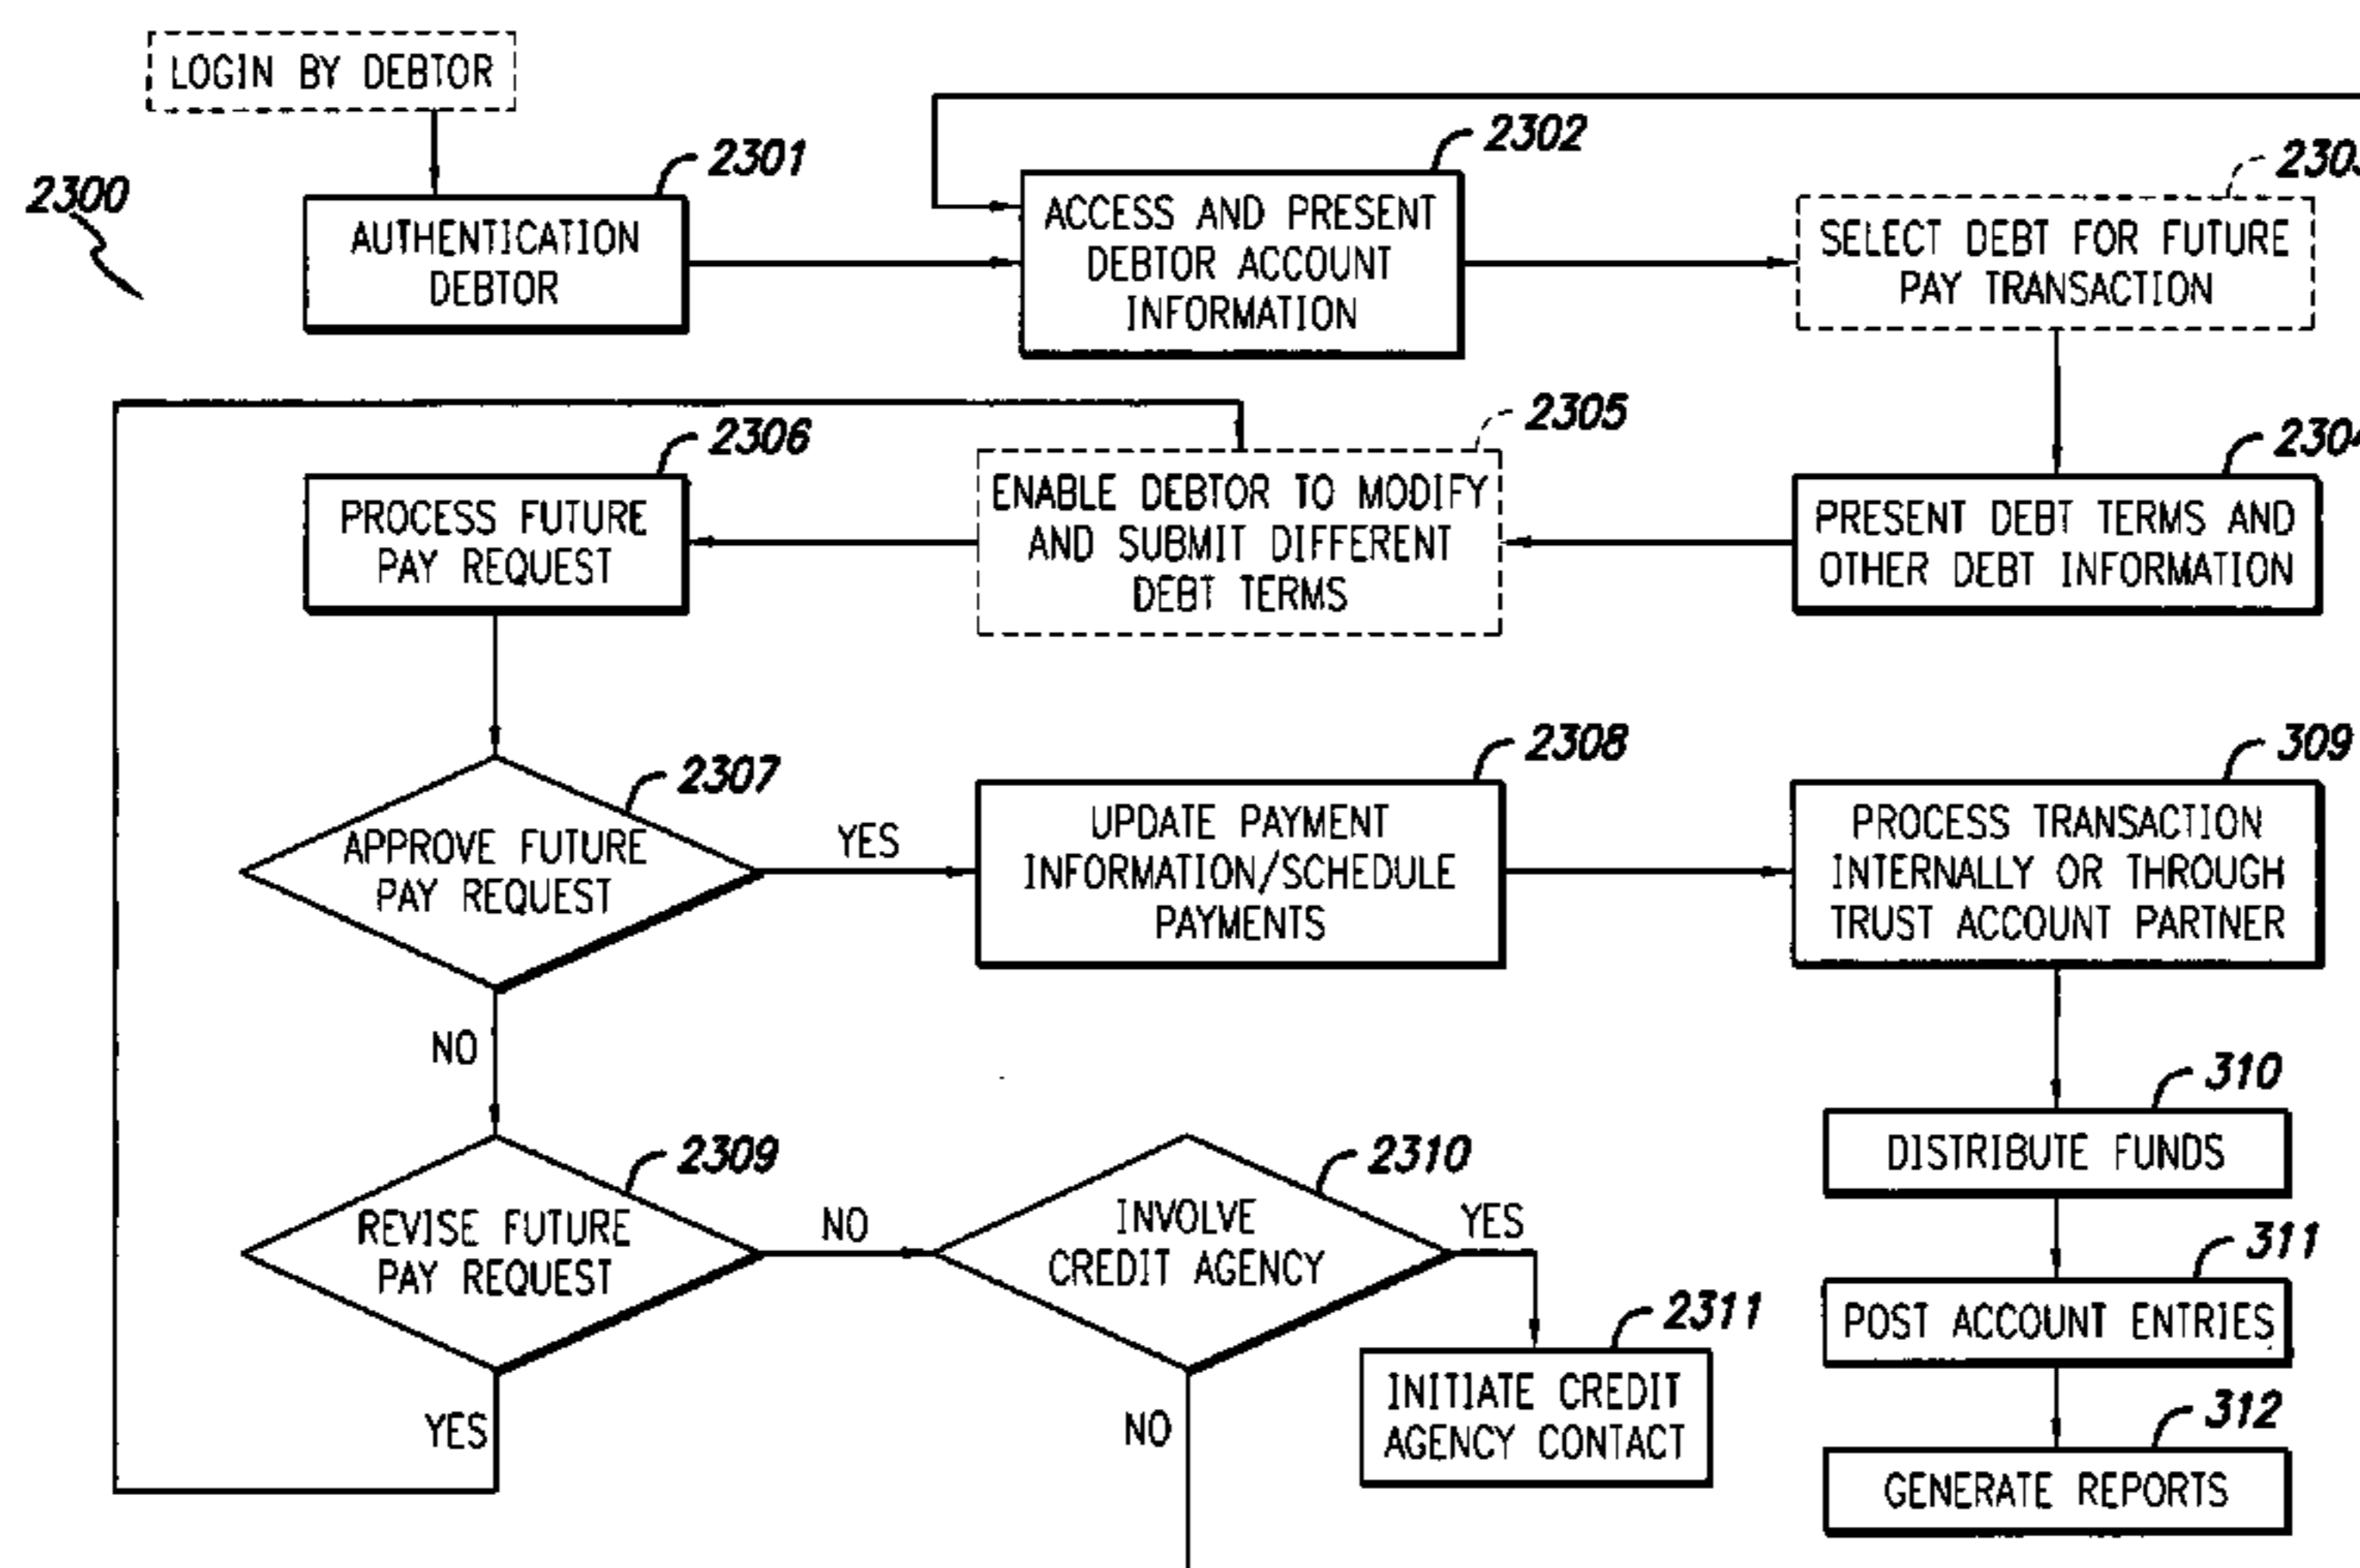 LOGIN BY DEBTOR
2300
2301
AUTHENTICATION
DEBTOR
2302
ACCESS AND PRESENT
DEBTOR ACCOUNT
INFORMATION
SELECT DEBT FOR FUTURE
PAY TRANSACTION
2304
PRESENT DEBT TERMS AND
OTHER DEBT INFORMATION
2305
ENABLE DEBTOR TO MODIFY
AND SUBMIT DIFFERENT
DEBT TERMS
2306
PROCESS FUTURE
PAY REQUEST
2307
APPROVE FUTURE
PAY REQUEST
YES
NO
2308
UPDATE PAYMENT
INFORMATION/SCHEDULE
PAYMENTS
309
PROCESS TRANSACTION
INTERNALLY OR THROUGH
TRUST ACCOUNT PARTNER
310
DISTRIBUTE FUNDS
311
POST ACCOUNT ENTRIES
312
GENERATE REPORTS
2309
REVISE FUTURE
PAY REQUEST
NO
YES
2310
INVOLVE
CREDIT AGENCY
YES
NO
2311
INITIATE CREDIT
AGENCY CONTACT